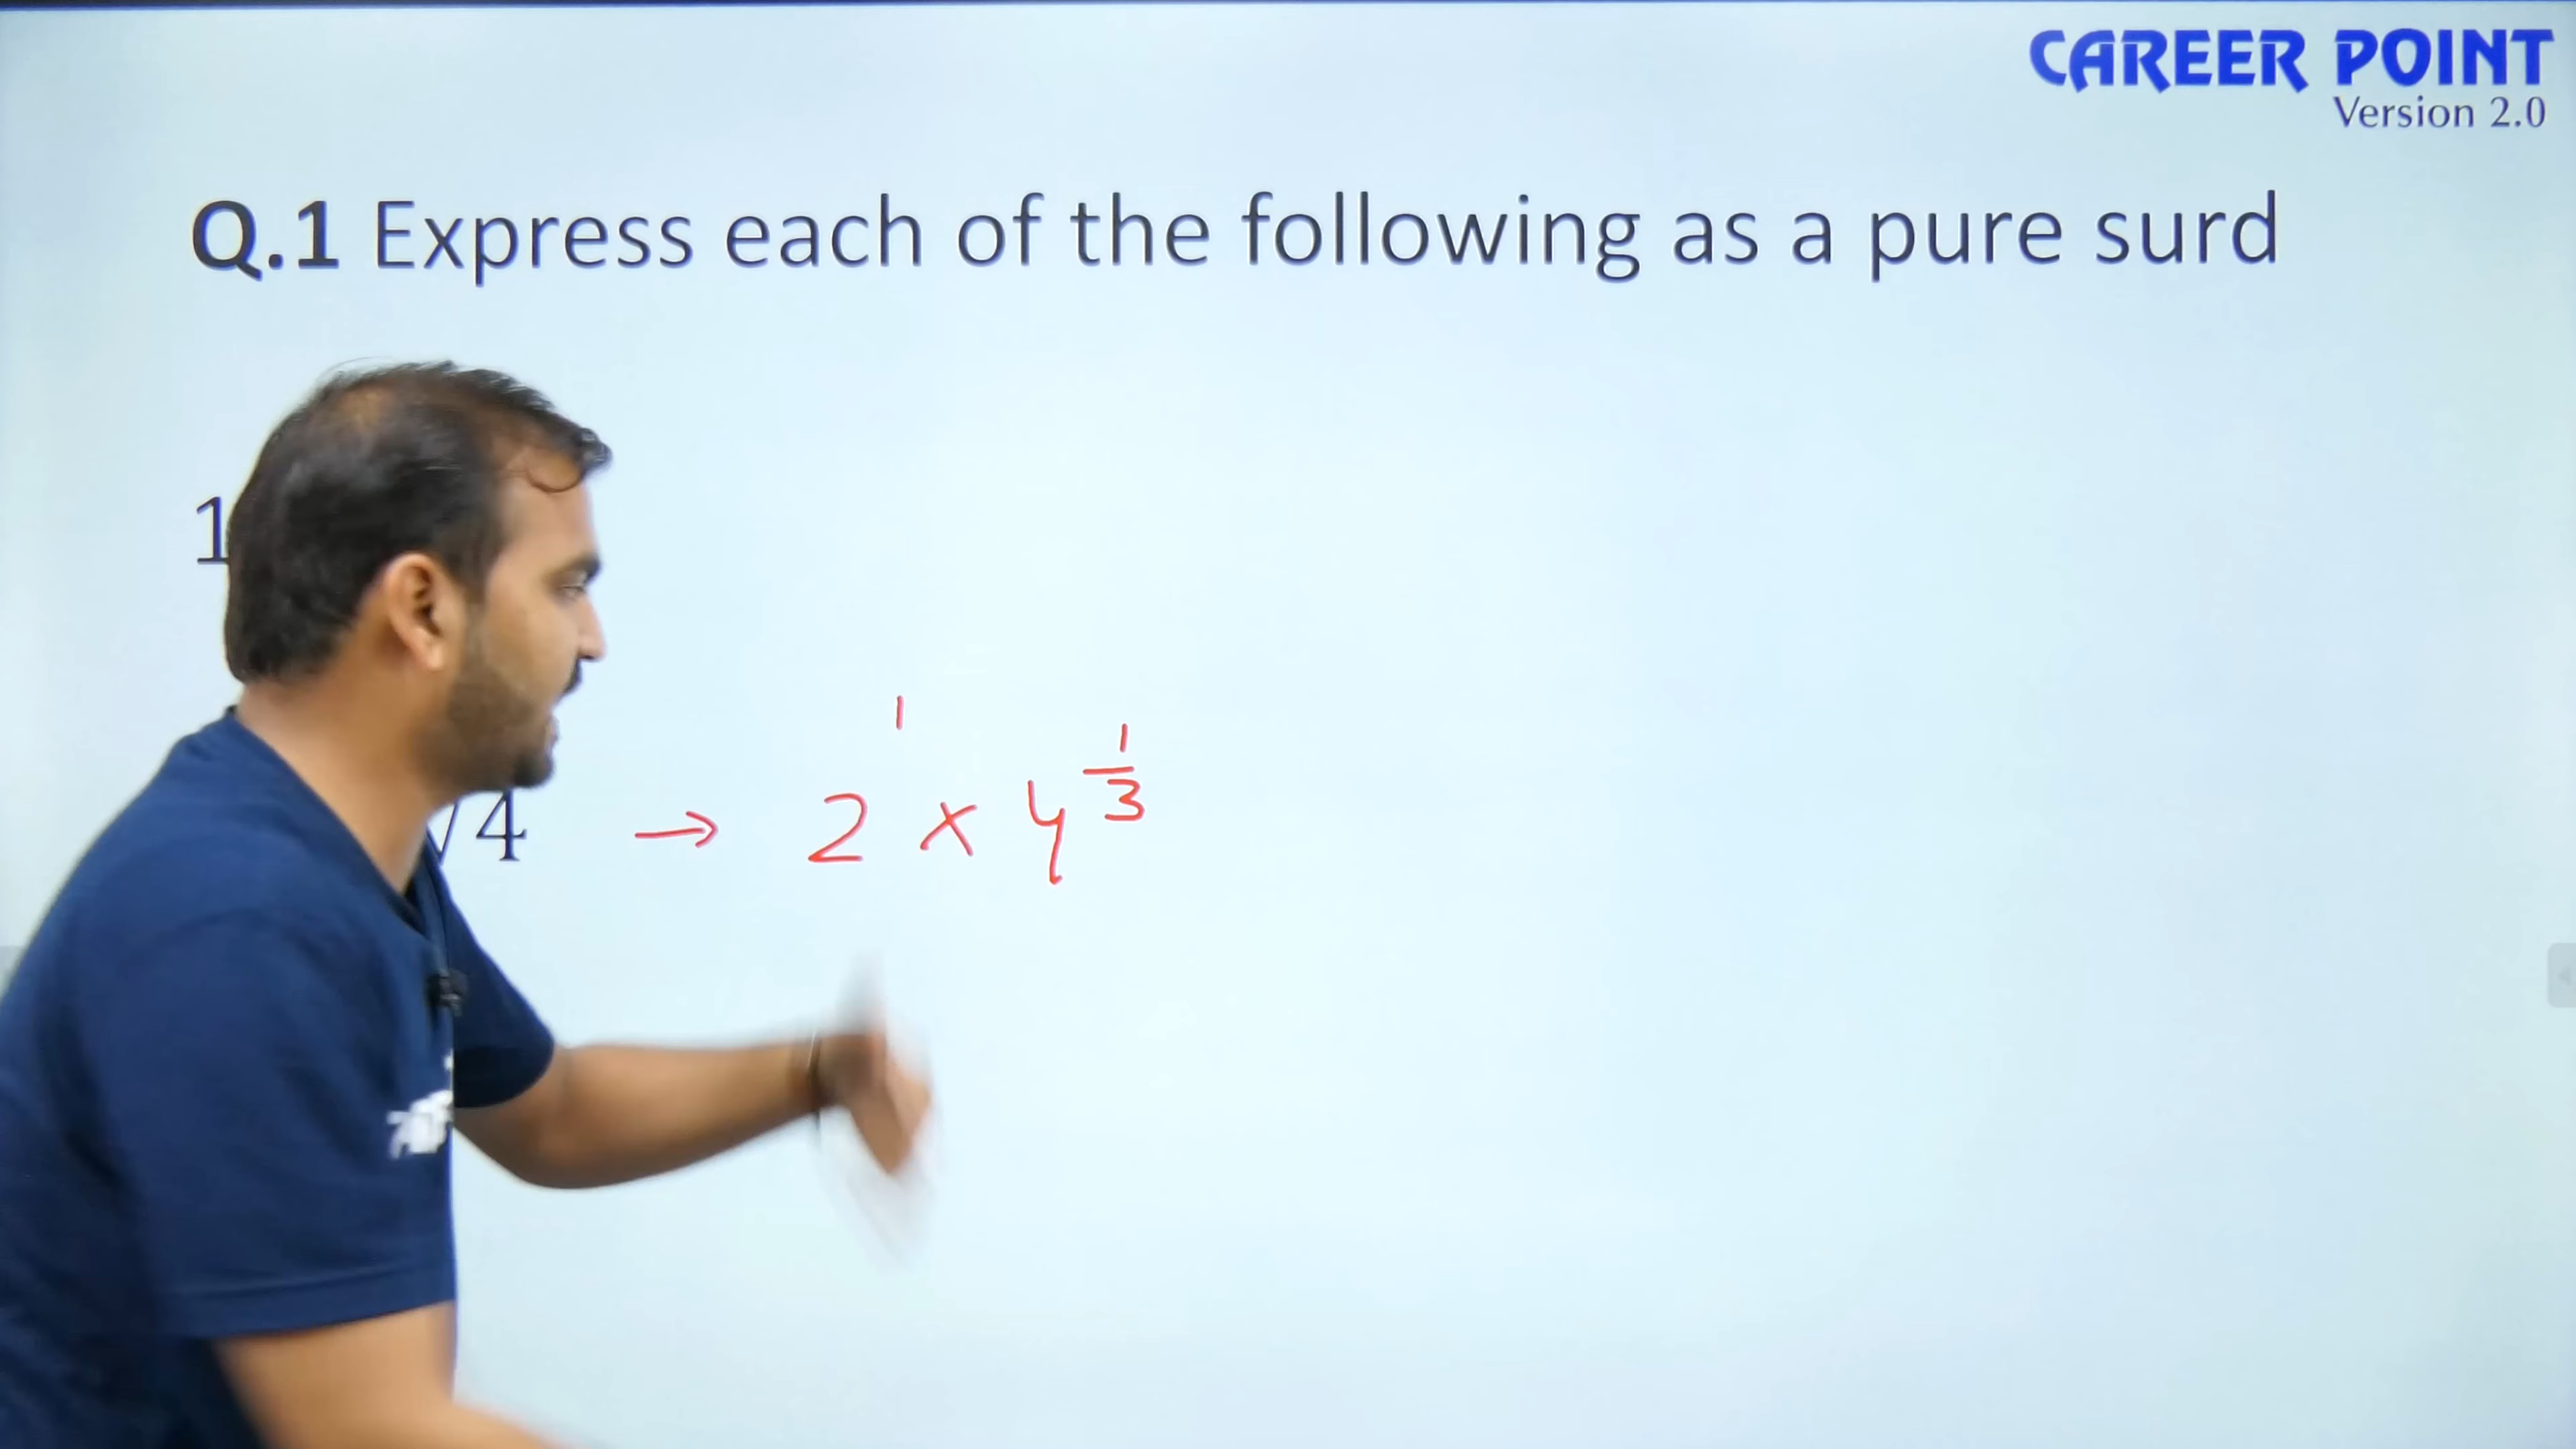 CAREER POINT
Version 2.0
Q.1 Express each of the following as a pure surd
1
√4 → 2¹ × 4^{1/3}